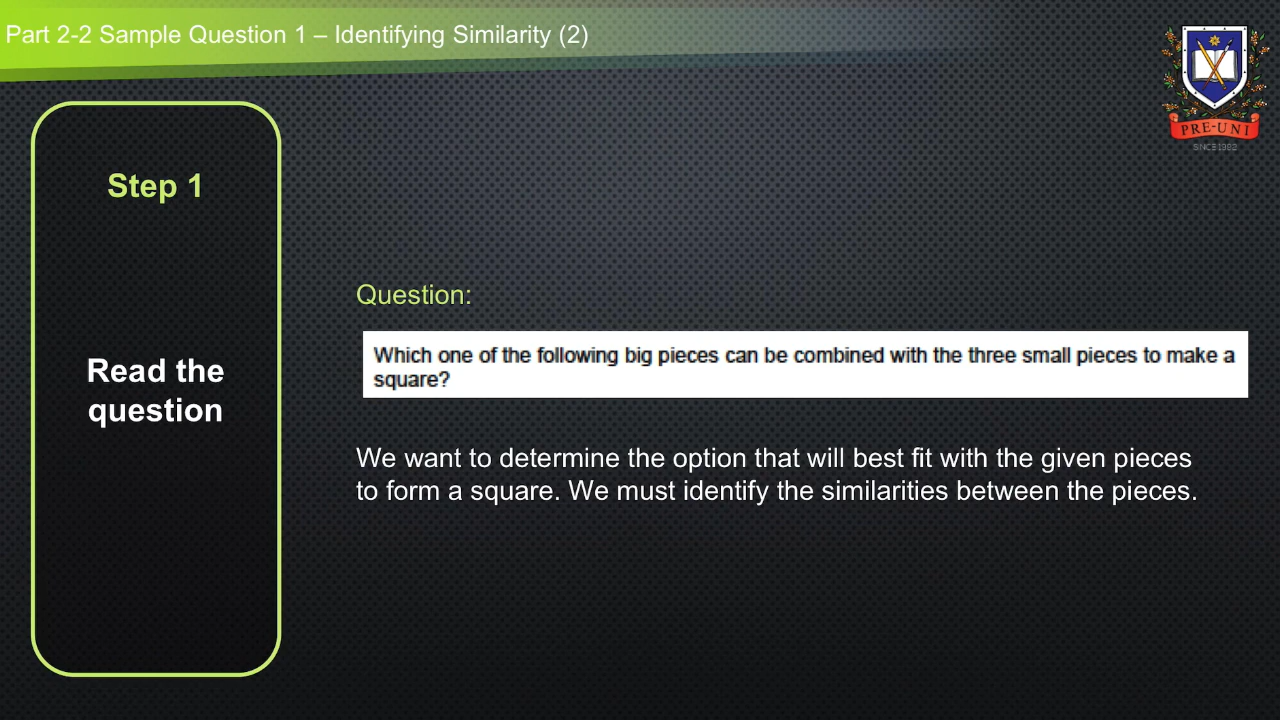 Part 2-2 Sample Question 1 – Identifying Similarity (2)
PRE-UNI
SINCE 1992
Step 1
Read the
question
Question:
Which one of the following big pieces can be combined with the three small pieces to make a
square?
We want to determine the option that will best fit with the given pieces
to form a square. We must identify the similarities between the pieces.